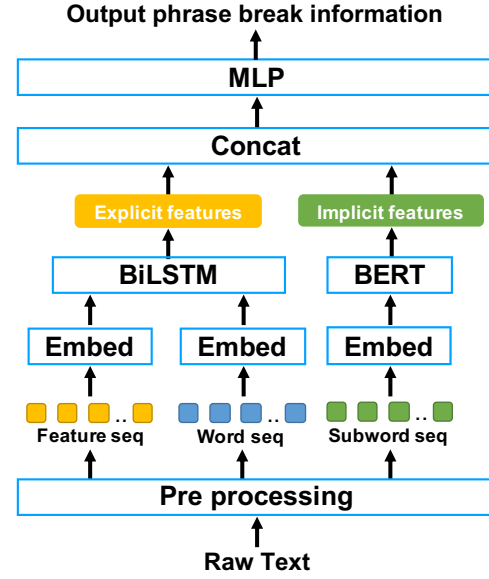 Output phrase break information
MLP
Concat
Explicit features
Implicit features
BiLSTM
BERT
Embed
Embed
Embed
..
..
..
Feature seq
Word seq
Subword seq
Pre processing
Raw Text